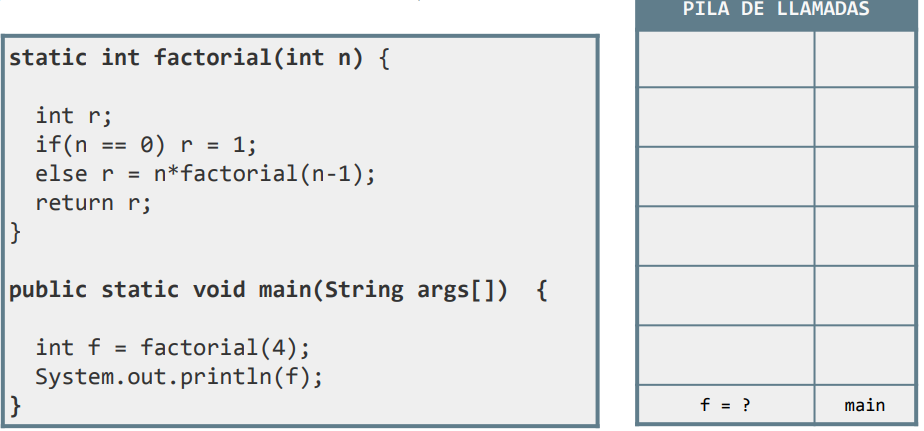 PILA DE LLAMADAS
static int factorial(int n) {
int r;
if(n == 0) r = 1;
else r = n*factorial(n-1);
return r;
}
public static void main(String args[])  {
int f = factorial(4);
System.out.println(f);
}
f = ? main